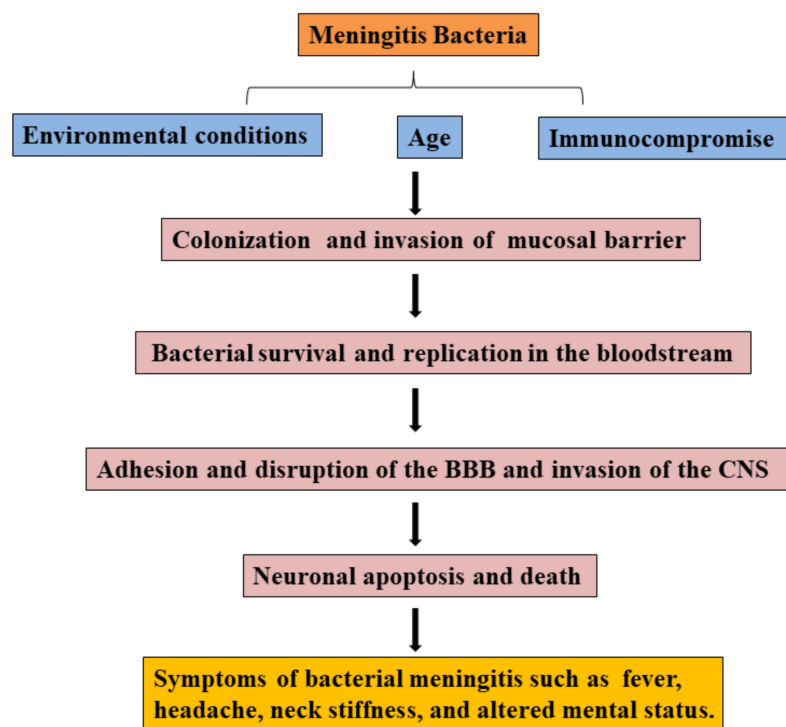 Meningitis Bacteria
Environmental conditions
Age
Immunocompromise
Colonization and invasion of mucosal barrier
Bacterial survival and replication in the bloodstream
Adhesion and disruption of the BBB and invasion of the CNS
Neuronal apoptosis and death
Symptoms of bacterial meningitis such as fever,
headache, neck stiffness, and altered mental status.